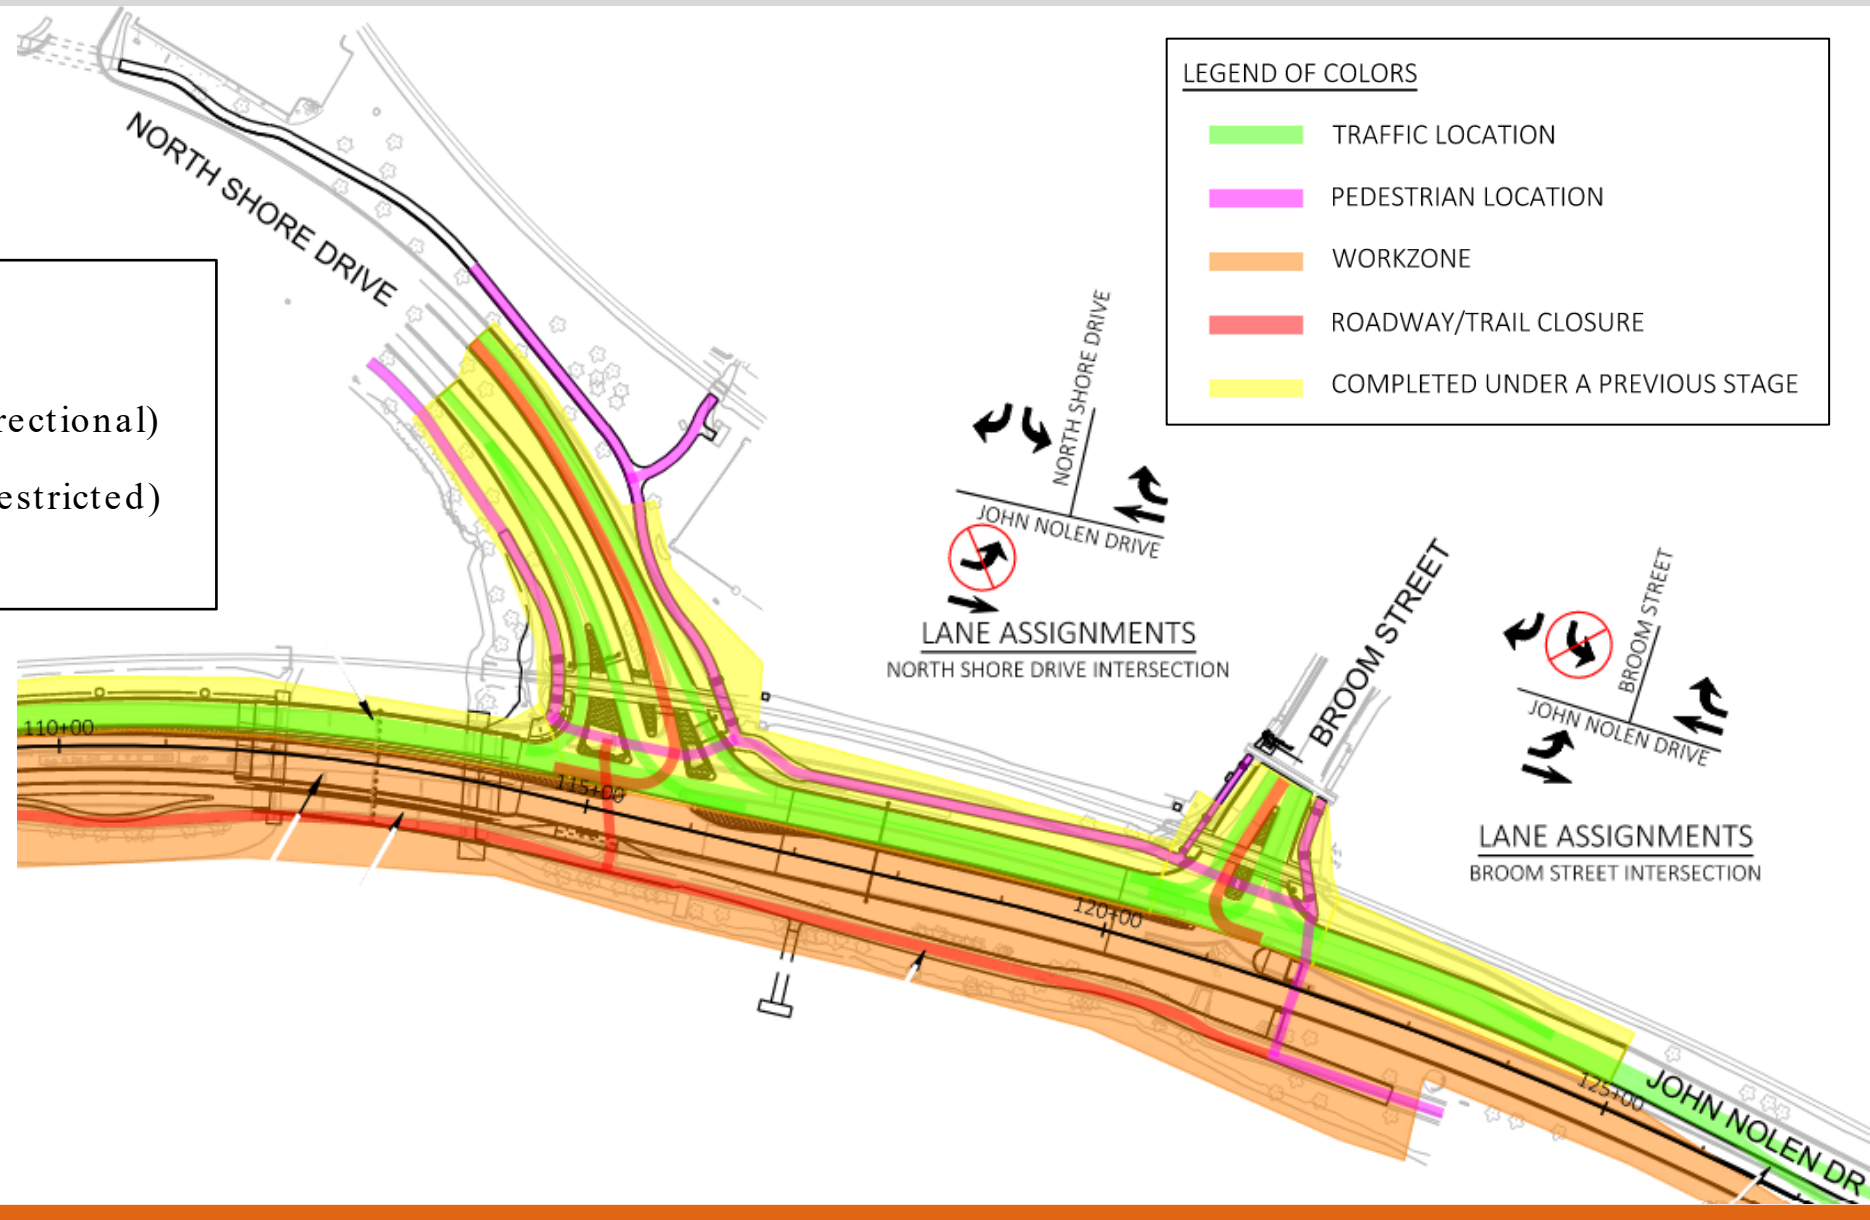 LEGEND OF COLORS
TRAFFIC LOCATION
PEDESTRIAN LOCATION
WORKZONE
ROADWAY/TRAIL CLOSURE
COMPLETED UNDER A PREVIOUS STAGE
NORTH SHORE DRIVE
rectional)
estricted)
NORTH SHORE DRIVE
JOHN NOLEN DRIVE
LANE ASSIGNMENTS
NORTH SHORE DRIVE INTERSECTION
BROOM STREET
BROOM STREET
JOHN NOLEN DRIVE
LANE ASSIGNMENTS
BROOM STREET INTERSECTION
110+00
115+00
120+00
125+00
JOHN NOLEN DR